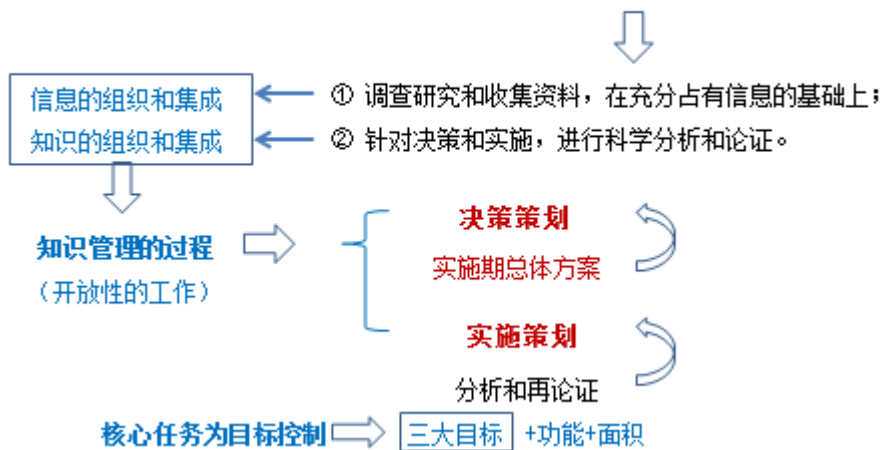 信息的组织和集成
① 调查研究和收集资料，在充分占有信息的基础上；
知识的组织和集成
② 针对决策和实施，进行科学分析和论证。
知识管理的过程
（开放性的工作）
决策策划
实施期总体方案
实施策划
分析和再论证
核心任务为目标控制 三大目标 +功能+面积